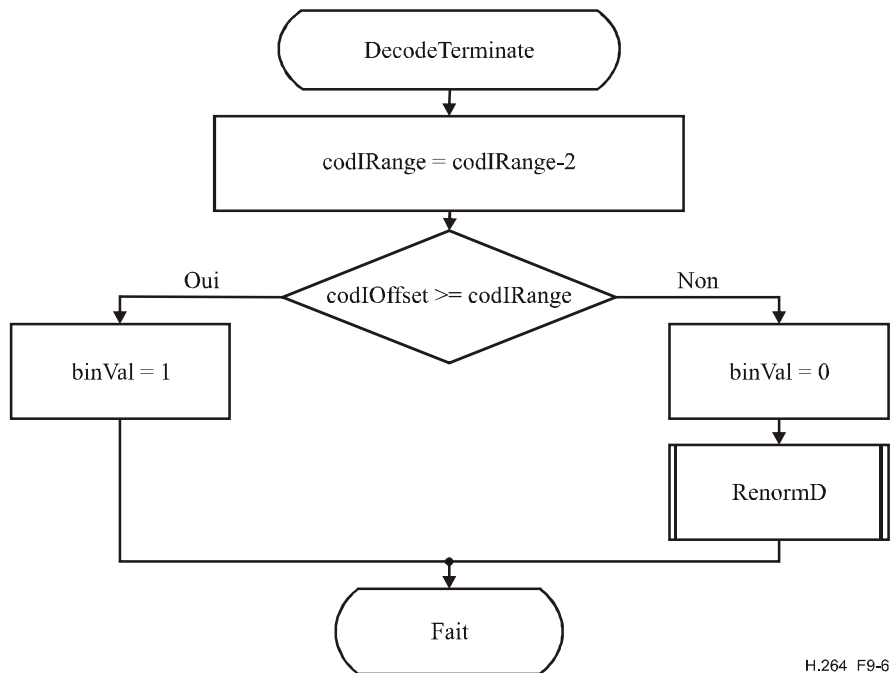 DecodeTerminate
codIRange = codIRange-2
Oui
codIOffset >= codIRange
Non
binVal = 1
binVal = 0
RenormD
Fait
H.264 F9-6